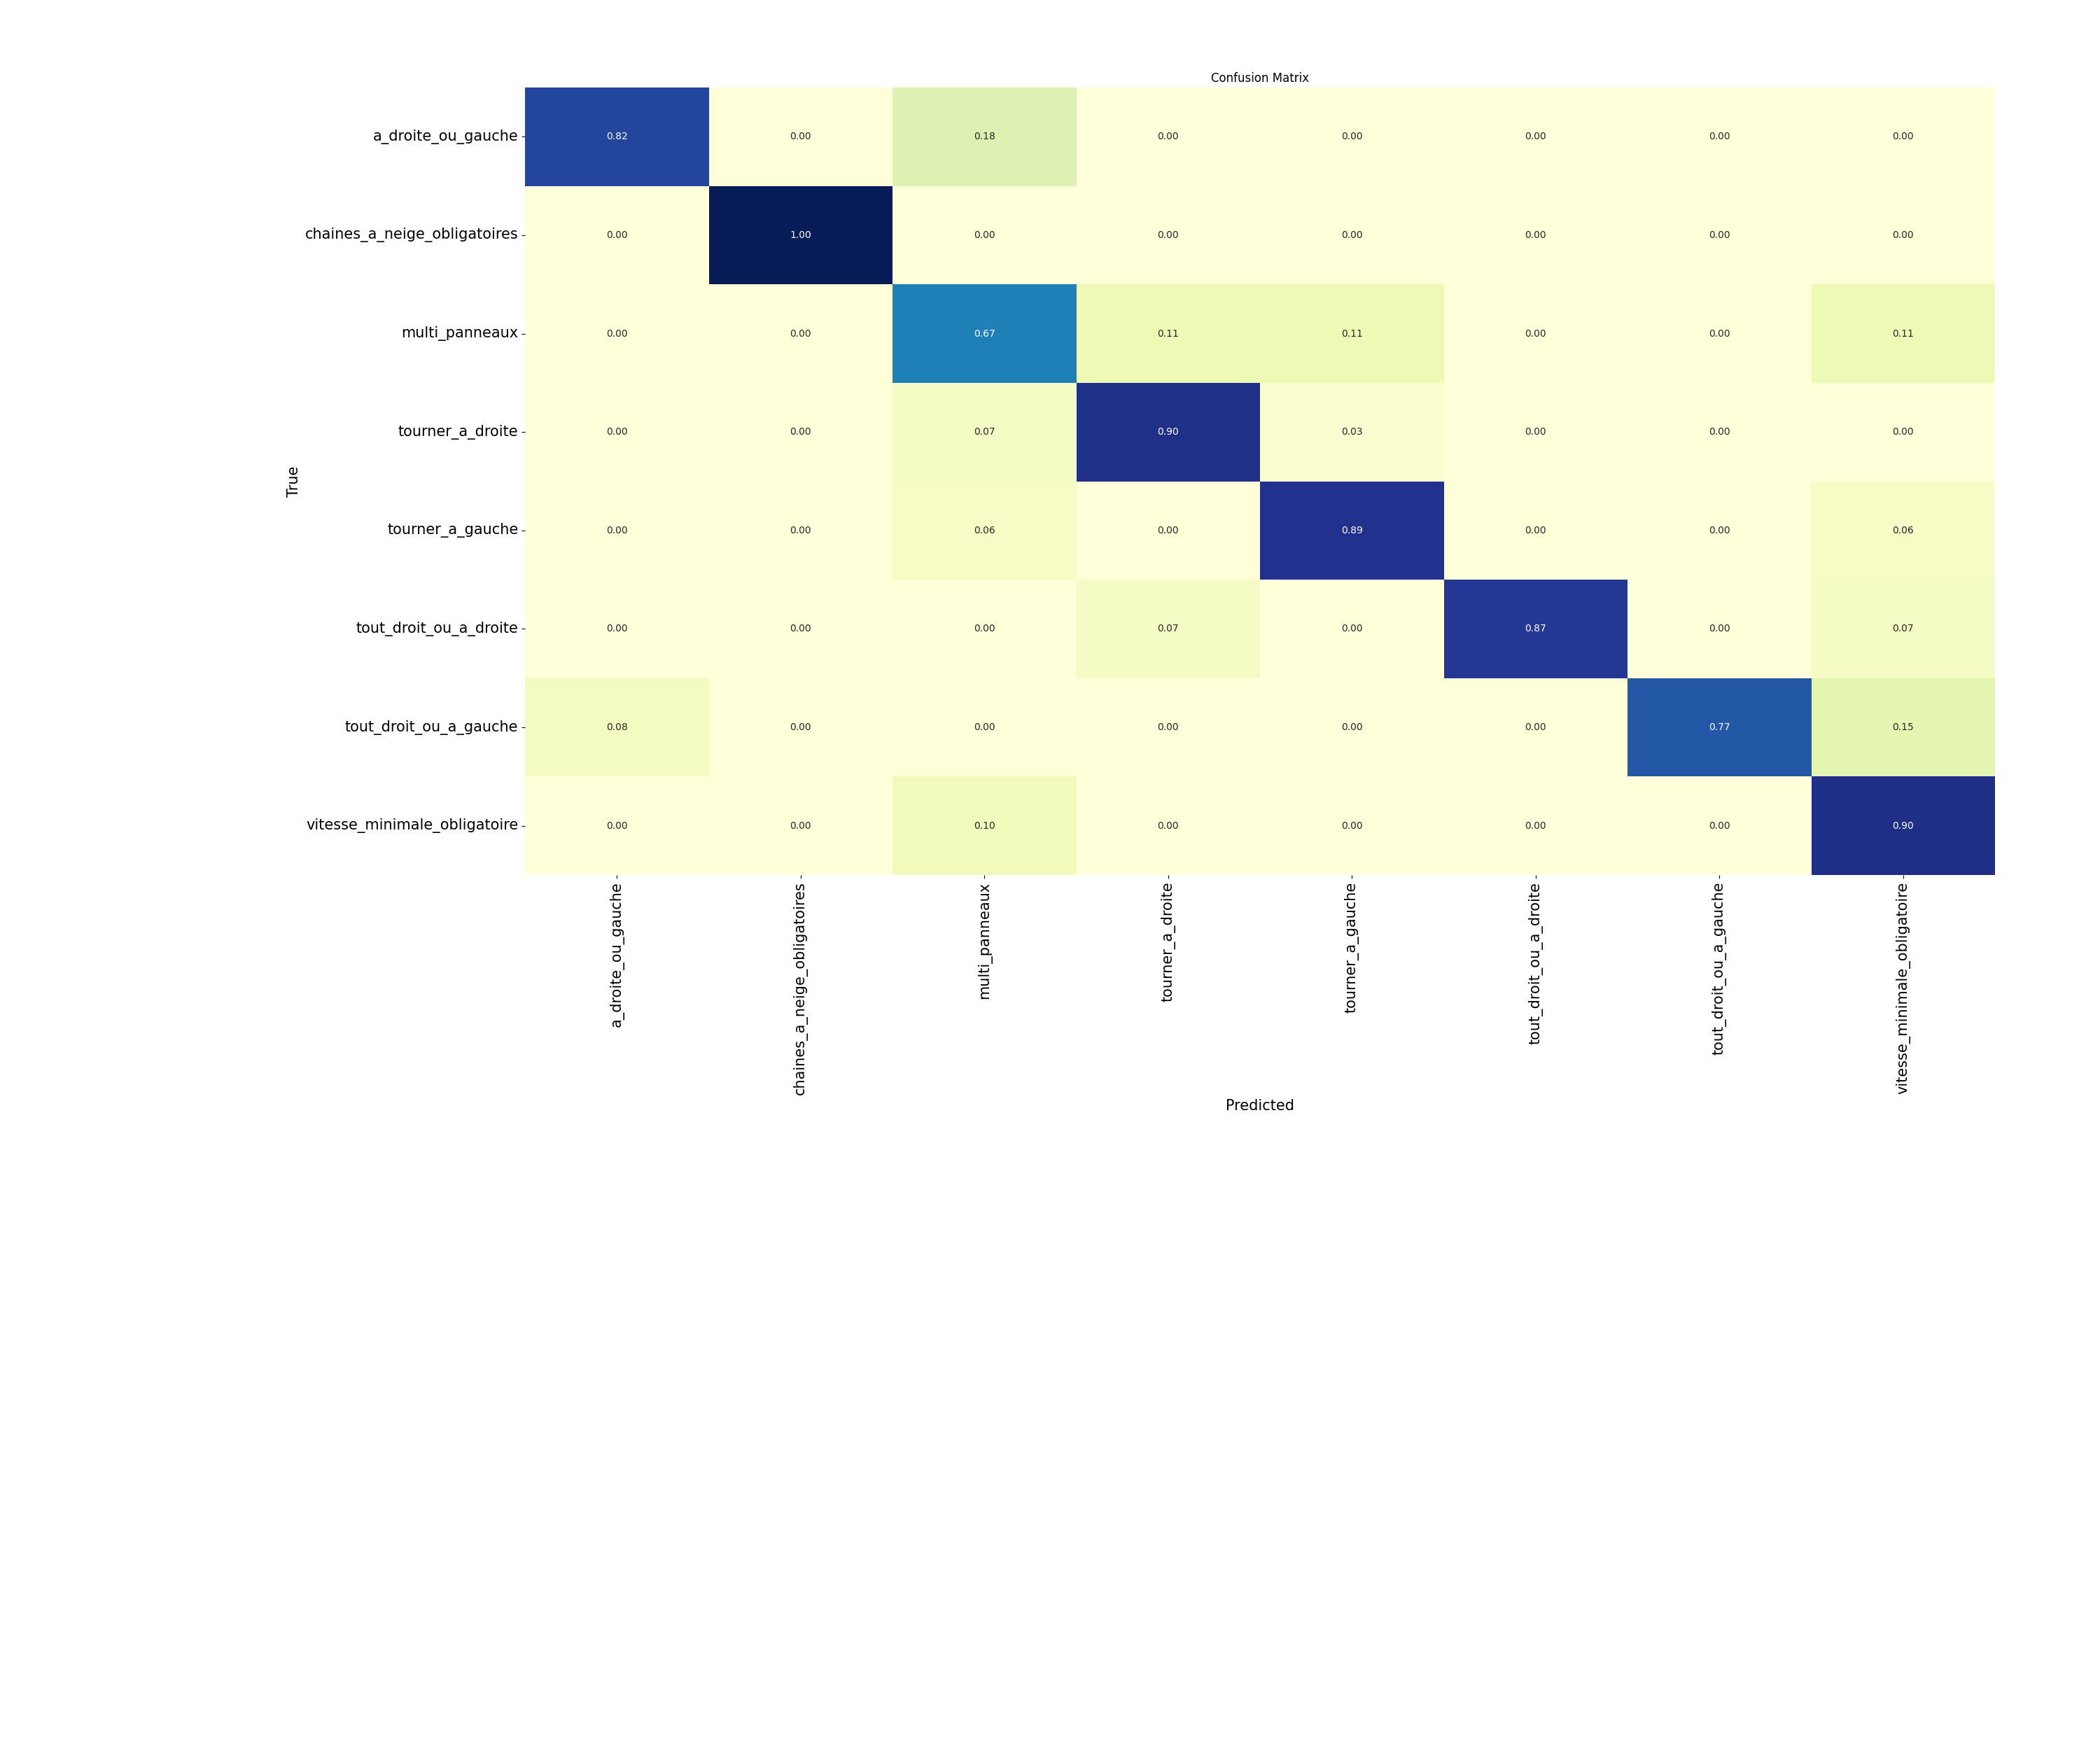 Confusion Matrix
a_droite_ou_gauche 0.82 0.00 0.18 0.00 0.00 0.00 0.00 0.00
chaines_a_neige_obligatoires 0.00 1.00 0.00 0.00 0.00 0.00 0.00 0.00
multi_panneaux 0.00 0.00 0.67 0.11 0.11 0.00 0.00 0.11
tourner_a_droite 0.00 0.00 0.07 0.90 0.03 0.00 0.00 0.00
True
tourner_a_gauche 0.00 0.00 0.06 0.00 0.89 0.00 0.00 0.06
tout_droit_ou_a_droite 0.00 0.00 0.00 0.07 0.00 0.87 0.00 0.07
tout_droit_ou_a_gauche 0.08 0.00 0.00 0.00 0.00 0.00 0.77 0.15
vitesse_minimale_obligatoire 0.00 0.00 0.10 0.00 0.00 0.00 0.00 0.90
a_droite_ou_gauche
chaines_a_neige_obligatoires
multi_panneaux
tourner_a_droite
tourner_a_gauche
tout_droit_ou_a_droite
tout_droit_ou_a_gauche
vitesse_minimale_obligatoire
Predicted